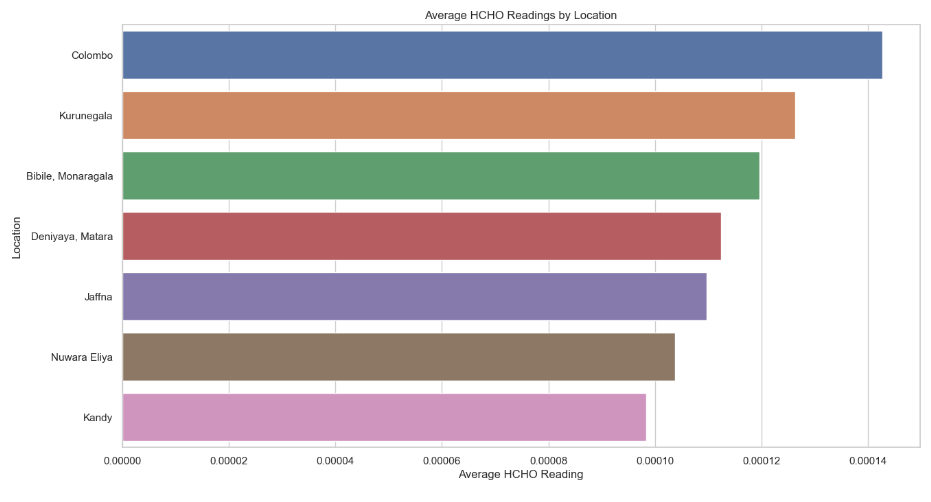 Average HCHO Readings by Location
Colombo
Kurunegala
Bibile, Monaragala
Deniyaya, Matara
Jaffna
Nuwara Eliya
Kandy
Location
0.00000 0.00002 0.00004 0.00006 0.00008 0.00010 0.00012 0.00014
Average HCHO Reading